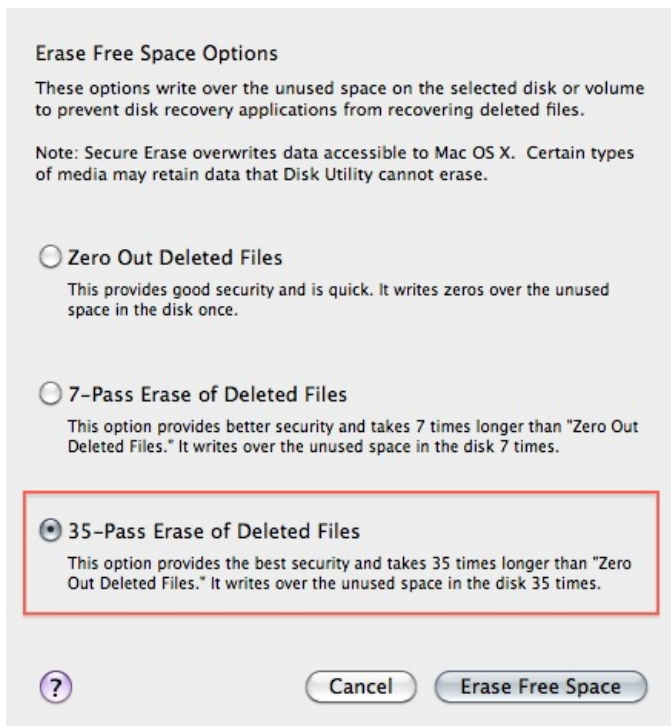 Erase Free Space Options
These options write over the unused space on the selected disk or volume
to prevent disk recovery applications from recovering deleted files.
Note: Secure Erase overwrites data accessible to Mac OS X.  Certain types
of media may retain data that Disk Utility cannot erase.
Zero Out Deleted Files
This provides good security and is quick. It writes zeros over the unused
space in the disk once.
7-Pass Erase of Deleted Files
This option provides better security and takes 7 times longer than "Zero Out
Deleted Files." It writes over the unused space in the disk 7 times.
35-Pass Erase of Deleted Files
This option provides the best security and takes 35 times longer than "Zero
Out Deleted Files." It writes over the unused space in the disk 35 times.
?
Cancel
Erase Free Space